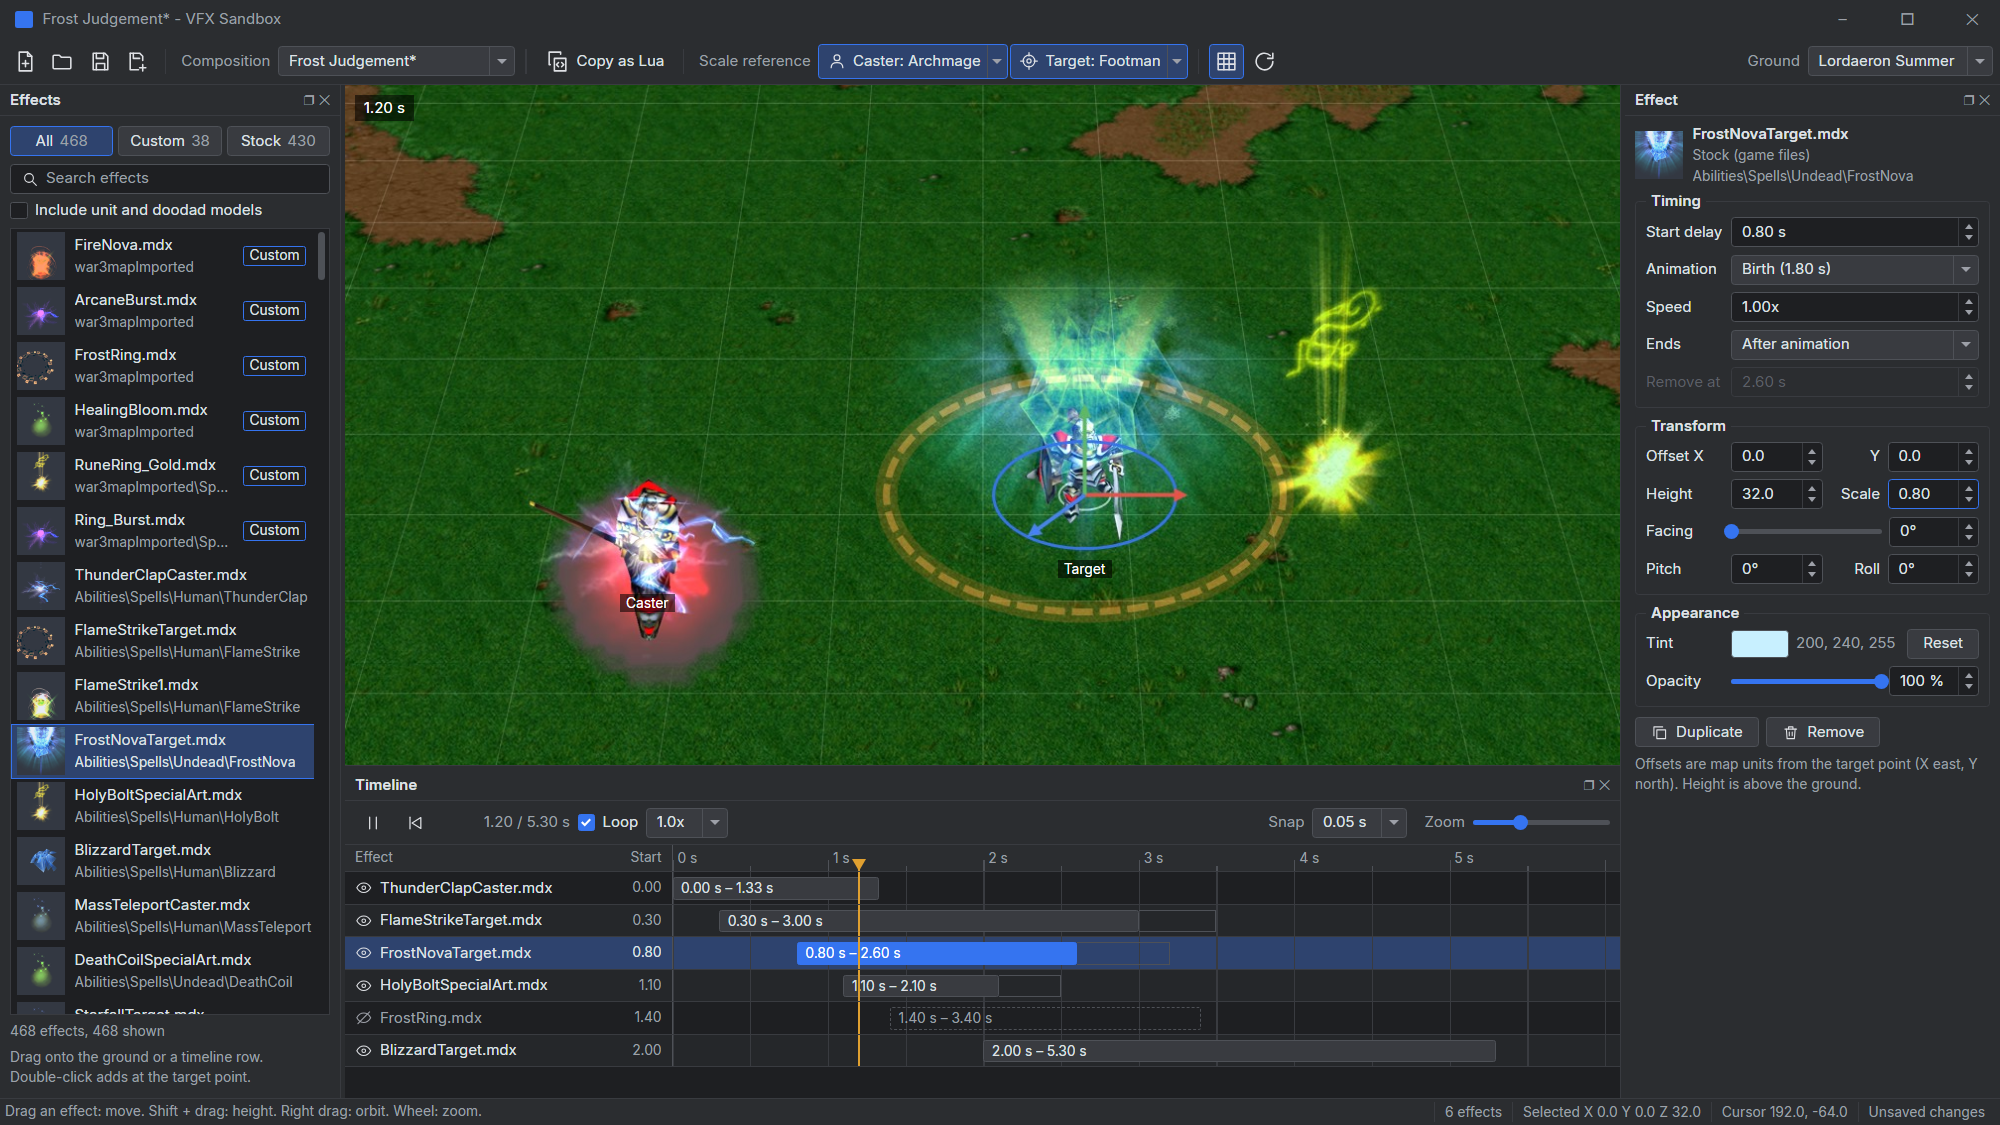 Frost Judgement* - VFX Sandbox
Composition
Frost Judgement*
Copy as Lua
Scale reference
Caster: Archmage
Target: Footman
Ground
Lordaeron Summer
Effects
All 468
Custom 38
Stock 430
Search effects
Include unit and doodad models
FireNova.mdx
war3mapImported
Custom
ArcaneBurst.mdx
war3mapImported
Custom
FrostRing.mdx
war3mapImported
Custom
HealingBloom.mdx
war3mapImported
Custom
RuneRing_Gold.mdx
war3mapImported\Sp...
Custom
Ring_Burst.mdx
war3mapImported\Sp...
Custom
ThunderClapCaster.mdx
Abilities\Spells\Human\ThunderClap
FlameStrikeTarget.mdx
Abilities\Spells\Human\FlameStrike
FlameStrike1.mdx
Abilities\Spells\Human\FlameStrike
FrostNovaTarget.mdx
Abilities\Spells\Undead\FrostNova
HolyBoltSpecialArt.mdx
Abilities\Spells\Human\HolyBolt
BlizzardTarget.mdx
Abilities\Spells\Human\Blizzard
MassTeleportCaster.mdx
Abilities\Spells\Human\MassTeleport
DeathCoilSpecialArt.mdx
Abilities\Spells\Undead\DeathCoil
StarfallTarget.mdx
468 effects, 468 shown
Drag onto the ground or a timeline row.
Double-click adds at the target point.
1.20 s
Caster
Target
Timeline
1.20 / 5.30 s
Loop
1.0x
Snap
0.05 s
Zoom
Effect
Start
0 s
1 s
2 s
3 s
4 s
5 s
ThunderClapCaster.mdx
0.00
0.00 s – 1.33 s
FlameStrikeTarget.mdx
0.30
0.30 s – 3.00 s
FrostNovaTarget.mdx
0.80
0.80 s – 2.60 s
HolyBoltSpecialArt.mdx
1.10
1.10 s – 2.10 s
FrostRing.mdx
1.40
1.40 s – 3.40 s
BlizzardTarget.mdx
2.00
2.00 s – 5.30 s
Effect
FrostNovaTarget.mdx
Stock (game files)
Abilities\Spells\Undead\FrostNova
Timing
Start delay
0.80 s
Animation
Birth (1.80 s)
Speed
1.00x
Ends
After animation
Remove at
2.60 s
Transform
Offset X
0.0
Y
0.0
Height
32.0
Scale
0.80
Facing
0°
Pitch
0°
Roll
0°
Appearance
Tint
200, 240, 255
Reset
Opacity
100 %
Duplicate
Remove
Offsets are map units from the target point (X east, Y
north). Height is above the ground.
Drag an effect: move. Shift + drag: height. Right drag: orbit. Wheel: zoom.
6 effects
Selected X 0.0 Y 0.0 Z 32.0
Cursor 192.0, -64.0
Unsaved changes